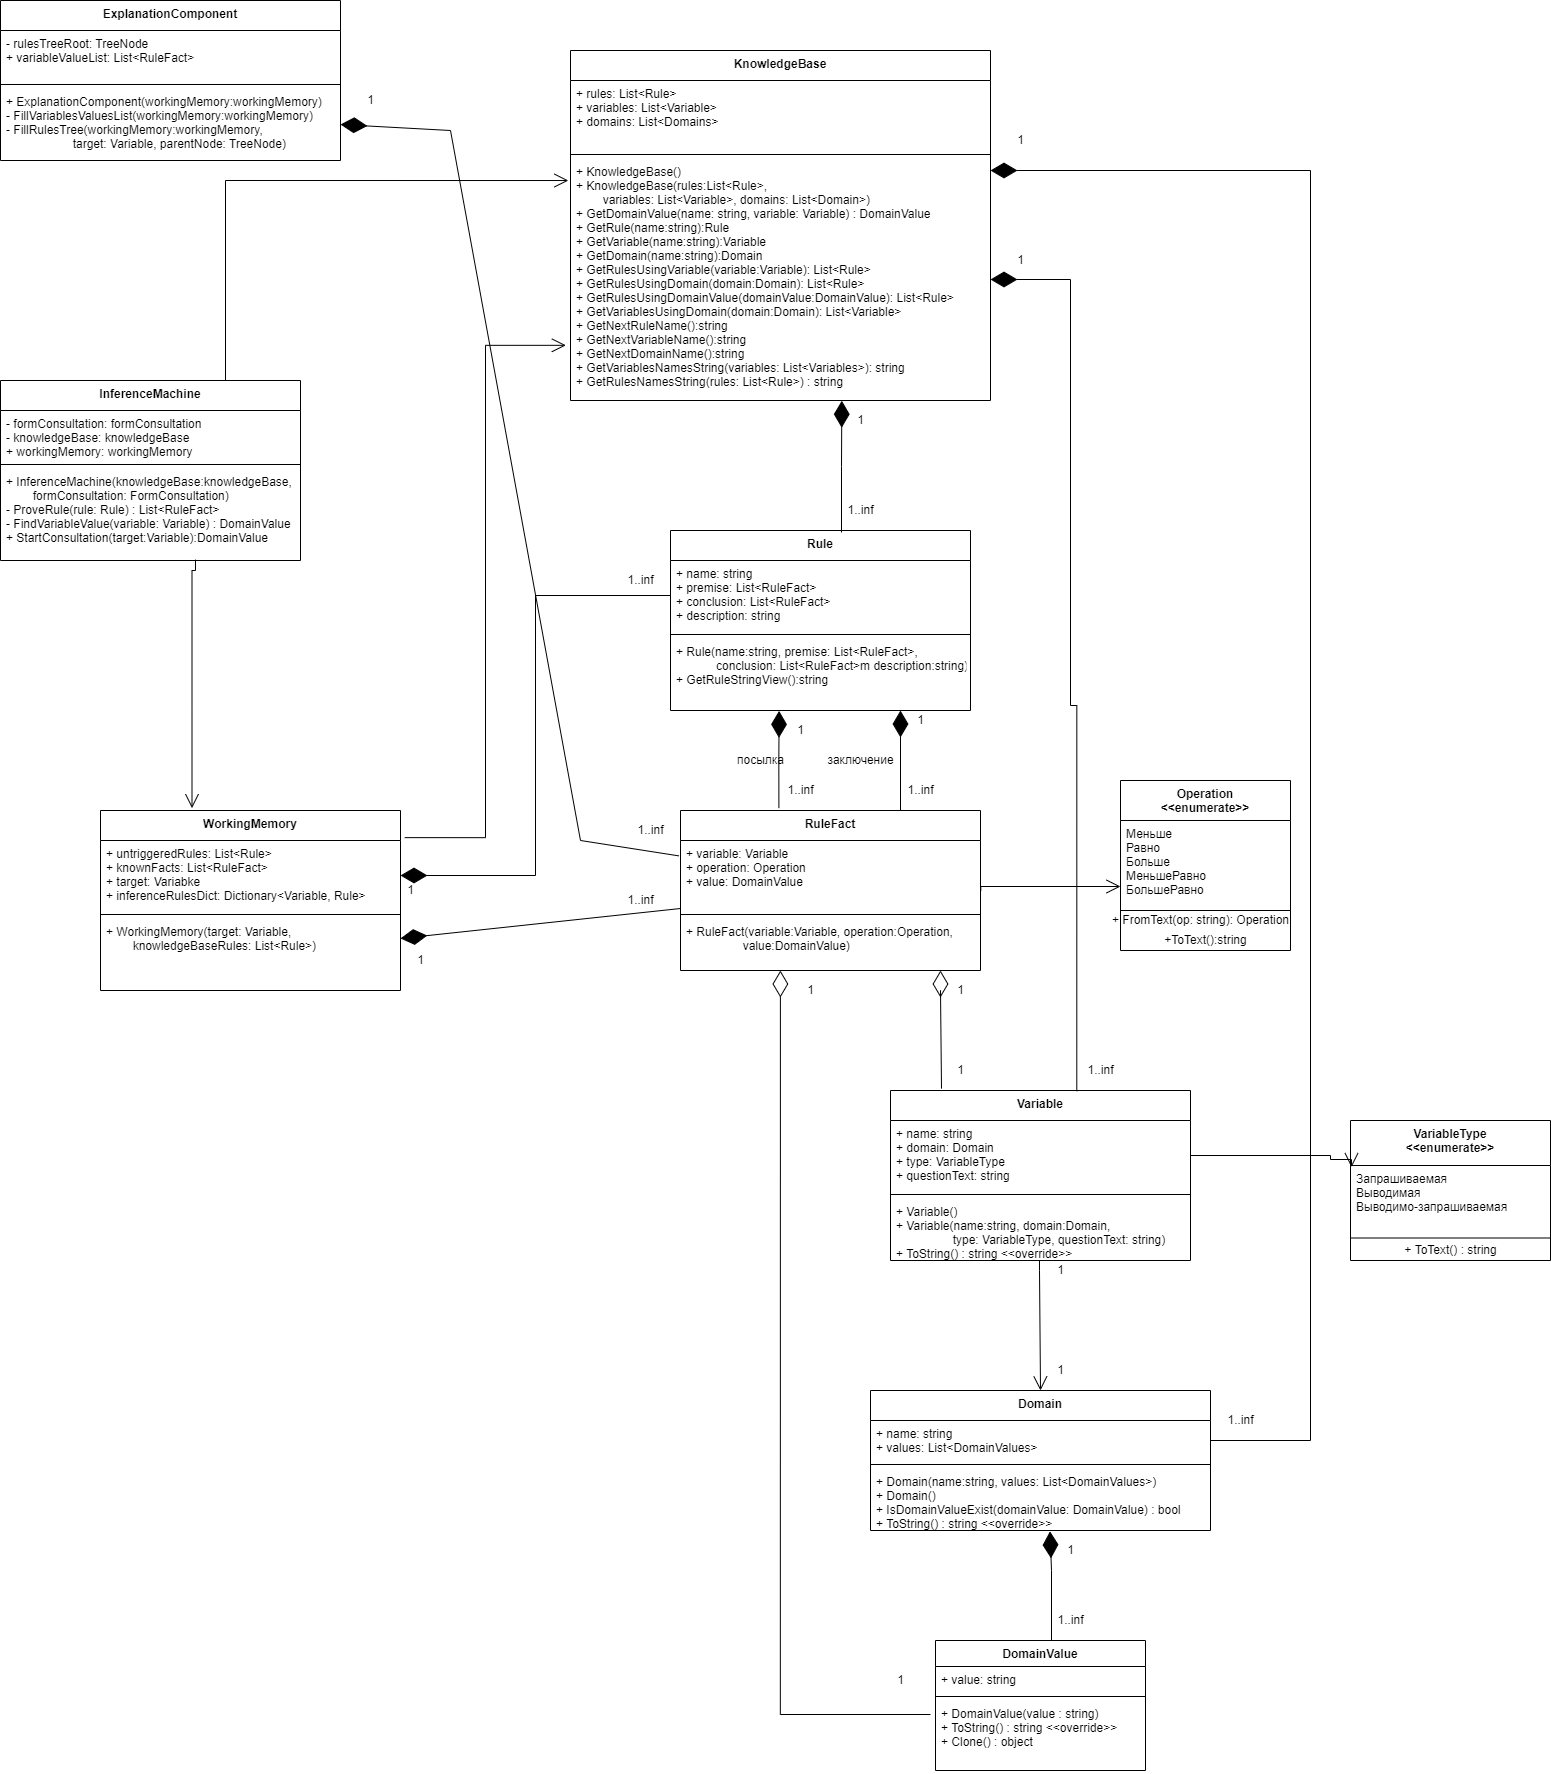 ExplanationComponent
- rulesTreeRoot: TreeNode
+ variableValueList: List<RuleFact>
+ ExplanationComponent(workingMemory:workingMemory)
- FillVariablesValuesList(workingMemory:workingMemory)
- FillRulesTree(workingMemory:workingMemory,
target: Variable, parentNode: TreeNode)
1
KnowledgeBase
+ rules: List<Rule>
+ variables: List<Variable>
+ domains: List<Domains>
+ KnowledgeBase()
+ KnowledgeBase(rules:List<Rule>,
variables: List<Variable>, domains: List<Domain>)
+ GetDomainValue(name: string, variable: Variable) : DomainValue
+ GetRule(name:string):Rule
+ GetVariable(name:string):Variable
+ GetDomain(name:string):Domain
+ GetRulesUsingVariable(variable:Variable): List<Rule>
+ GetRulesUsingDomain(domain:Domain): List<Rule>
+ GetRulesUsingDomainValue(domainValue:DomainValue): List<Rule>
+ GetVariablesUsingDomain(domain:Domain): List<Variable>
+ GetNextRuleName():string
+ GetNextVariableName():string
+ GetNextDomainName():string
+ GetVariablesNamesString(variables: List<Variables>): string
+ GetRulesNamesString(rules: List<Rule>) : string
1
1
1
InferenceMachine
- formConsultation: formConsultation
- knowledgeBase: knowledgeBase
+ workingMemory: workingMemory
+ InferenceMachine(knowledgeBase:knowledgeBase,
formConsultation: FormConsultation)
- ProveRule(rule: Rule) : List<RuleFact>
- FindVariableValue(variable: Variable) : DomainValue
+ StartConsultation(target:Variable):DomainValue
1..inf
Rule
+ name: string
+ premise: List<RuleFact>
+ conclusion: List<RuleFact>
+ description: string
+ Rule(name:string, premise: List<RuleFact>,
conclusion: List<RuleFact>m description:string)
+ GetRuleStringView():string
1..inf
1
1
посылка
заключение
1..inf
1..inf
WorkingMemory
+ untriggeredRules: List<Rule>
+ knownFacts: List<RuleFact>
+ target: Variabke
+ inferenceRulesDict: Dictionary<Variable, Rule>
+ WorkingMemory(target: Variable,
knowledgeBaseRules: List<Rule>)
1
1
1..inf
1..inf
RuleFact
+ variable: Variable
+ operation: Operation
+ value: DomainValue
+ RuleFact(variable:Variable, operation:Operation,
value:DomainValue)
1
1
Operation
<<enumerate>>
Меньше
Равно
Больше
МеньшеРавно
БольшеРавно
+ FromText(op: string): Operation
+ToText():string
1
1..inf
Variable
+ name: string
+ domain: Domain
+ type: VariableType
+ questionText: string
+ Variable()
+ Variable(name:string, domain:Domain,
type: VariableType, questionText: string)
+ ToString() : string <<override>>
1
VariableType
<<enumerate>>
Запрашиваемая
Выводимая
Выводимо-запрашиваемая
+ ToText() : string
1
1..inf
Domain
+ name: string
+ values: List<DomainValues>
+ Domain(name:string, values: List<DomainValues>)
+ Domain()
+ IsDomainValueExist(domainValue: DomainValue) : bool
+ ToString() : string <<override>>
1
1..inf
1
DomainValue
+ value: string
+ DomainValue(value : string)
+ ToString() : string <<override>>
+ Clone() : object